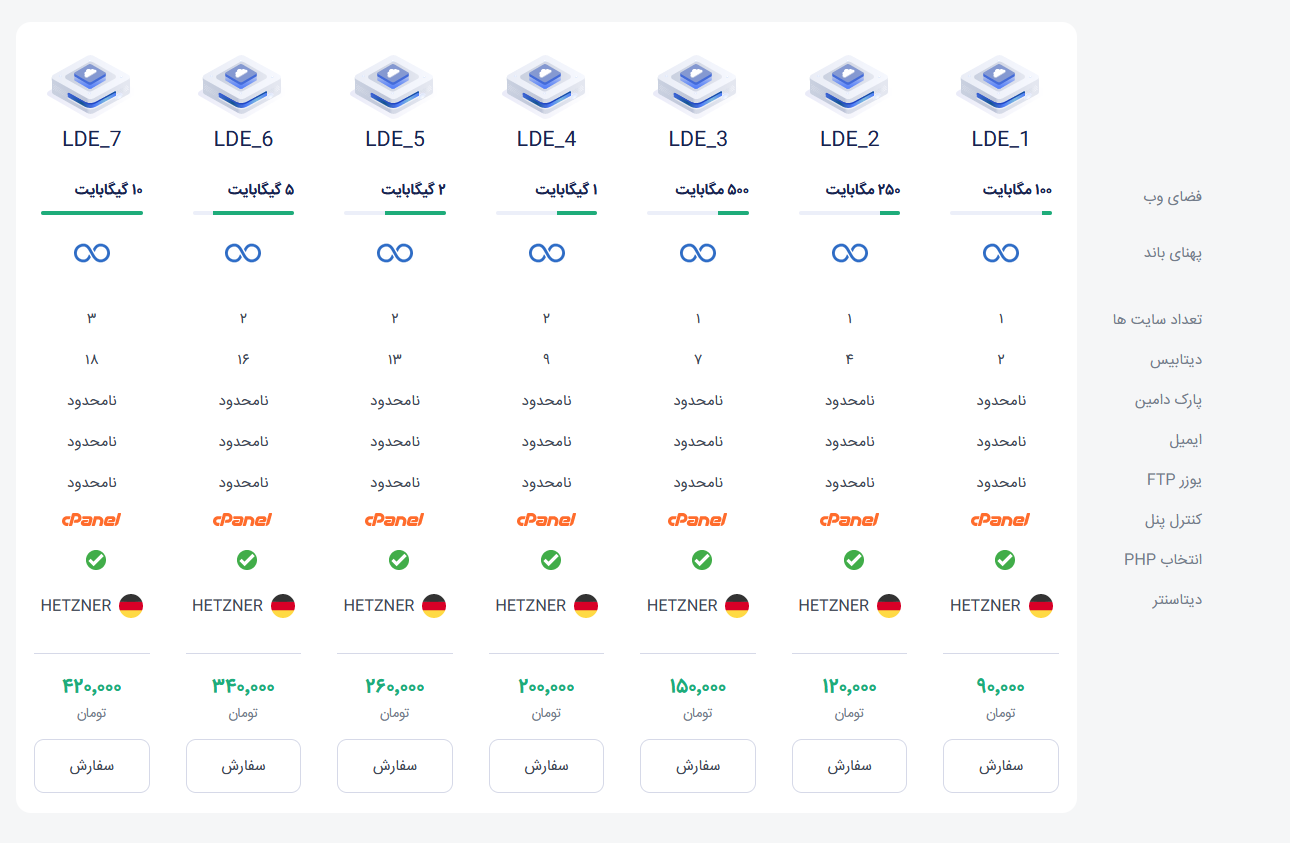 LDE_1 LDE_2 LDE_3 LDE_4 LDE_5 LDE_6 LDE_7
فضای وب ۱۰۰ مگابایت ۲۵۰ مگابایت ۵۰۰ مگابایت ۱ گیگابایت ۲ گیگابایت ۵ گیگابایت ۱۰ گیگابایت
پهنای باند
تعداد سایت ها ۱ ۱ ۱ ۲ ۲ ۲ ۳
دیتابیس ۲ ۴ ۷ ۹ ۱۳ ۱۶ ۱۸
پارک دامین نامحدود نامحدود نامحدود نامحدود نامحدود نامحدود نامحدود
ایمیل نامحدود نامحدود نامحدود نامحدود نامحدود نامحدود نامحدود
یوزر FTP نامحدود نامحدود نامحدود نامحدود نامحدود نامحدود نامحدود
کنترل پنل cPanel cPanel cPanel cPanel cPanel cPanel cPanel
انتخاب PHP
دیتاسنتر HETZNER HETZNER HETZNER HETZNER HETZNER HETZNER HETZNER
۹۰,۰۰۰ ۱۲۰,۰۰۰ ۱۵۰,۰۰۰ ۲۰۰,۰۰۰ ۲۶۰,۰۰۰ ۳۴۰,۰۰۰ ۴۲۰,۰۰۰
تومان تومان تومان تومان تومان تومان تومان
سفارش سفارش سفارش سفارش سفارش سفارش سفارش